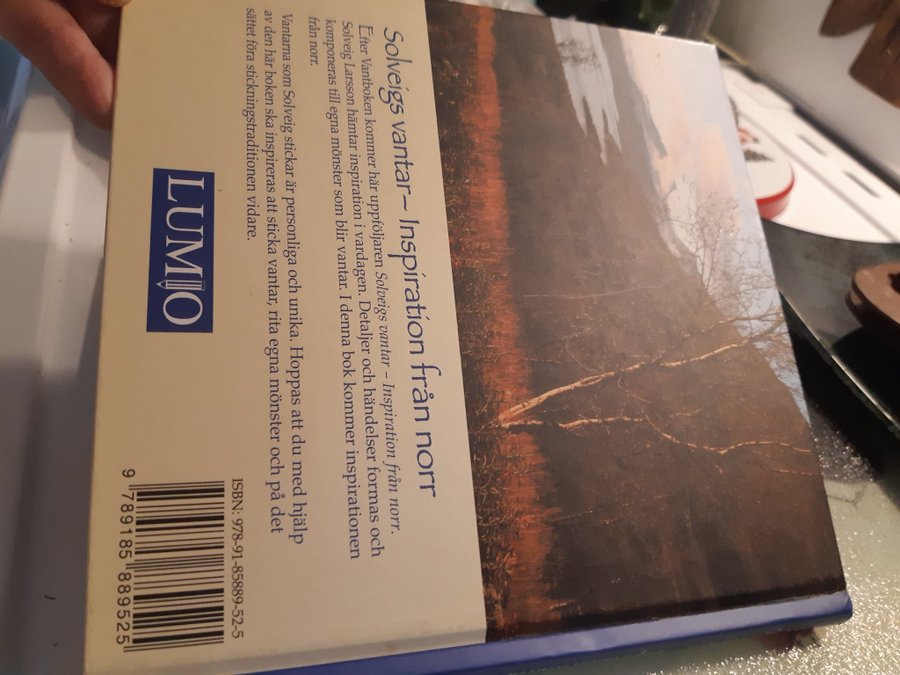 Solveigs vantar – Inspiration från norr
Efter Vantboken kommer här uppföljaren Solveigs vantar – Inspiration från norr.
Solveig Larsson hämtar inspiration i vardagen. Detaljer och händelser formas och
komponeras till egna mönster som blir vantar. I denna bok kommer inspirationen
från norr.
Vantarna som Solveig stickar är personliga och unika. Hoppas att du med hjälp
av den här boken ska inspireras att sticka vantar, rita egna mönster och på det
sättet föra stickningstraditionen vidare.
LUMIO
ISBN: 978-91-85889-52-5
9 789185 889525